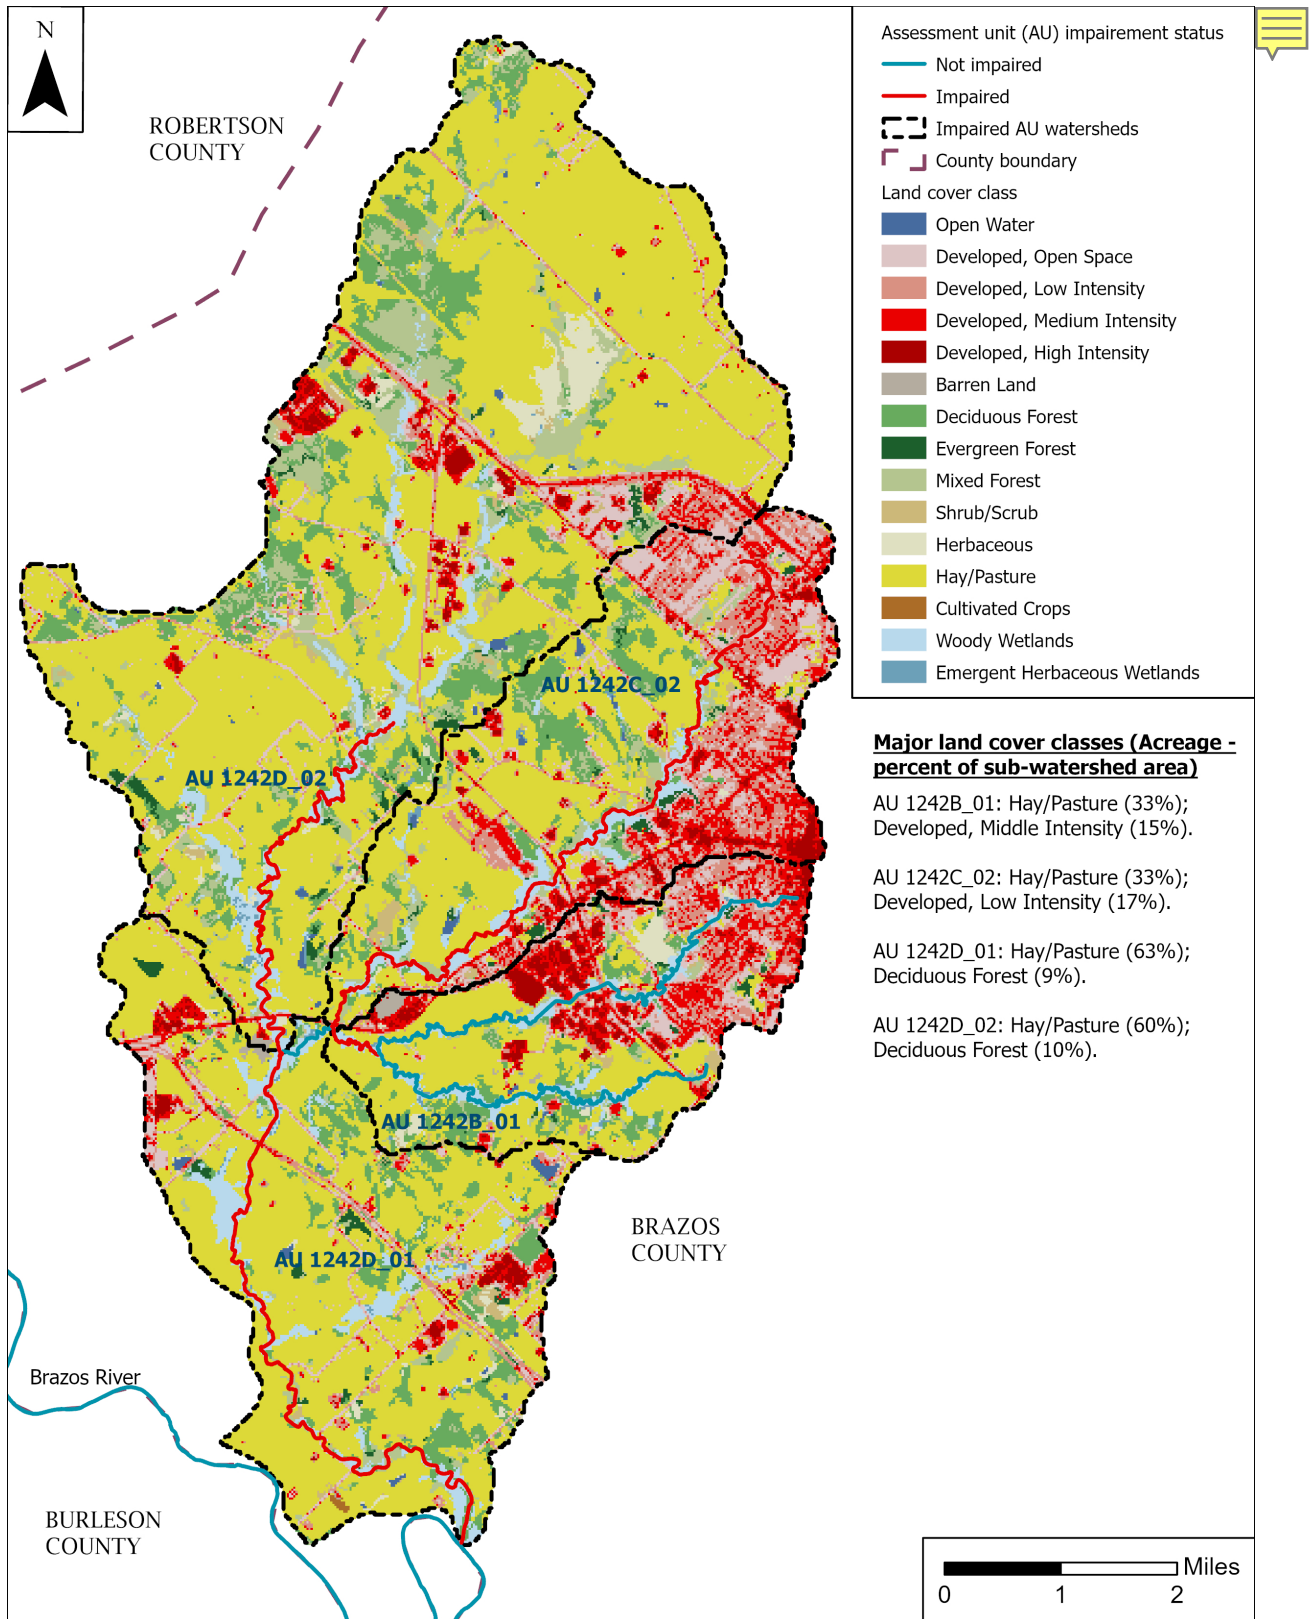 N
ROBERTSON
COUNTY
Assessment unit (AU) impairement status
Not impaired
Impaired
Impaired AU watersheds
County boundary
Land cover class
Open Water
Developed, Open Space
Developed, Low Intensity
Developed, Medium Intensity
Developed, High Intensity
Barren Land
Deciduous Forest
Evergreen Forest
Mixed Forest
Shrub/Scrub
Herbaceous
Hay/Pasture
Cultivated Crops
Woody Wetlands
Emergent Herbaceous Wetlands
AU 1242C_02
AU 1242D_02
AU 1242B_01
AU 1242D_01
Major land cover classes (Acreage -
percent of sub-watershed area)
AU 1242B_01: Hay/Pasture (33%);
Developed, Middle Intensity (15%).
AU 1242C_02: Hay/Pasture (33%);
Developed, Low Intensity (17%).
AU 1242D_01: Hay/Pasture (63%);
Deciduous Forest (9%).
AU 1242D_02: Hay/Pasture (60%);
Deciduous Forest (10%).
BRAZOS
COUNTY
Brazos River
BURLESON
COUNTY
Miles
0 1 2